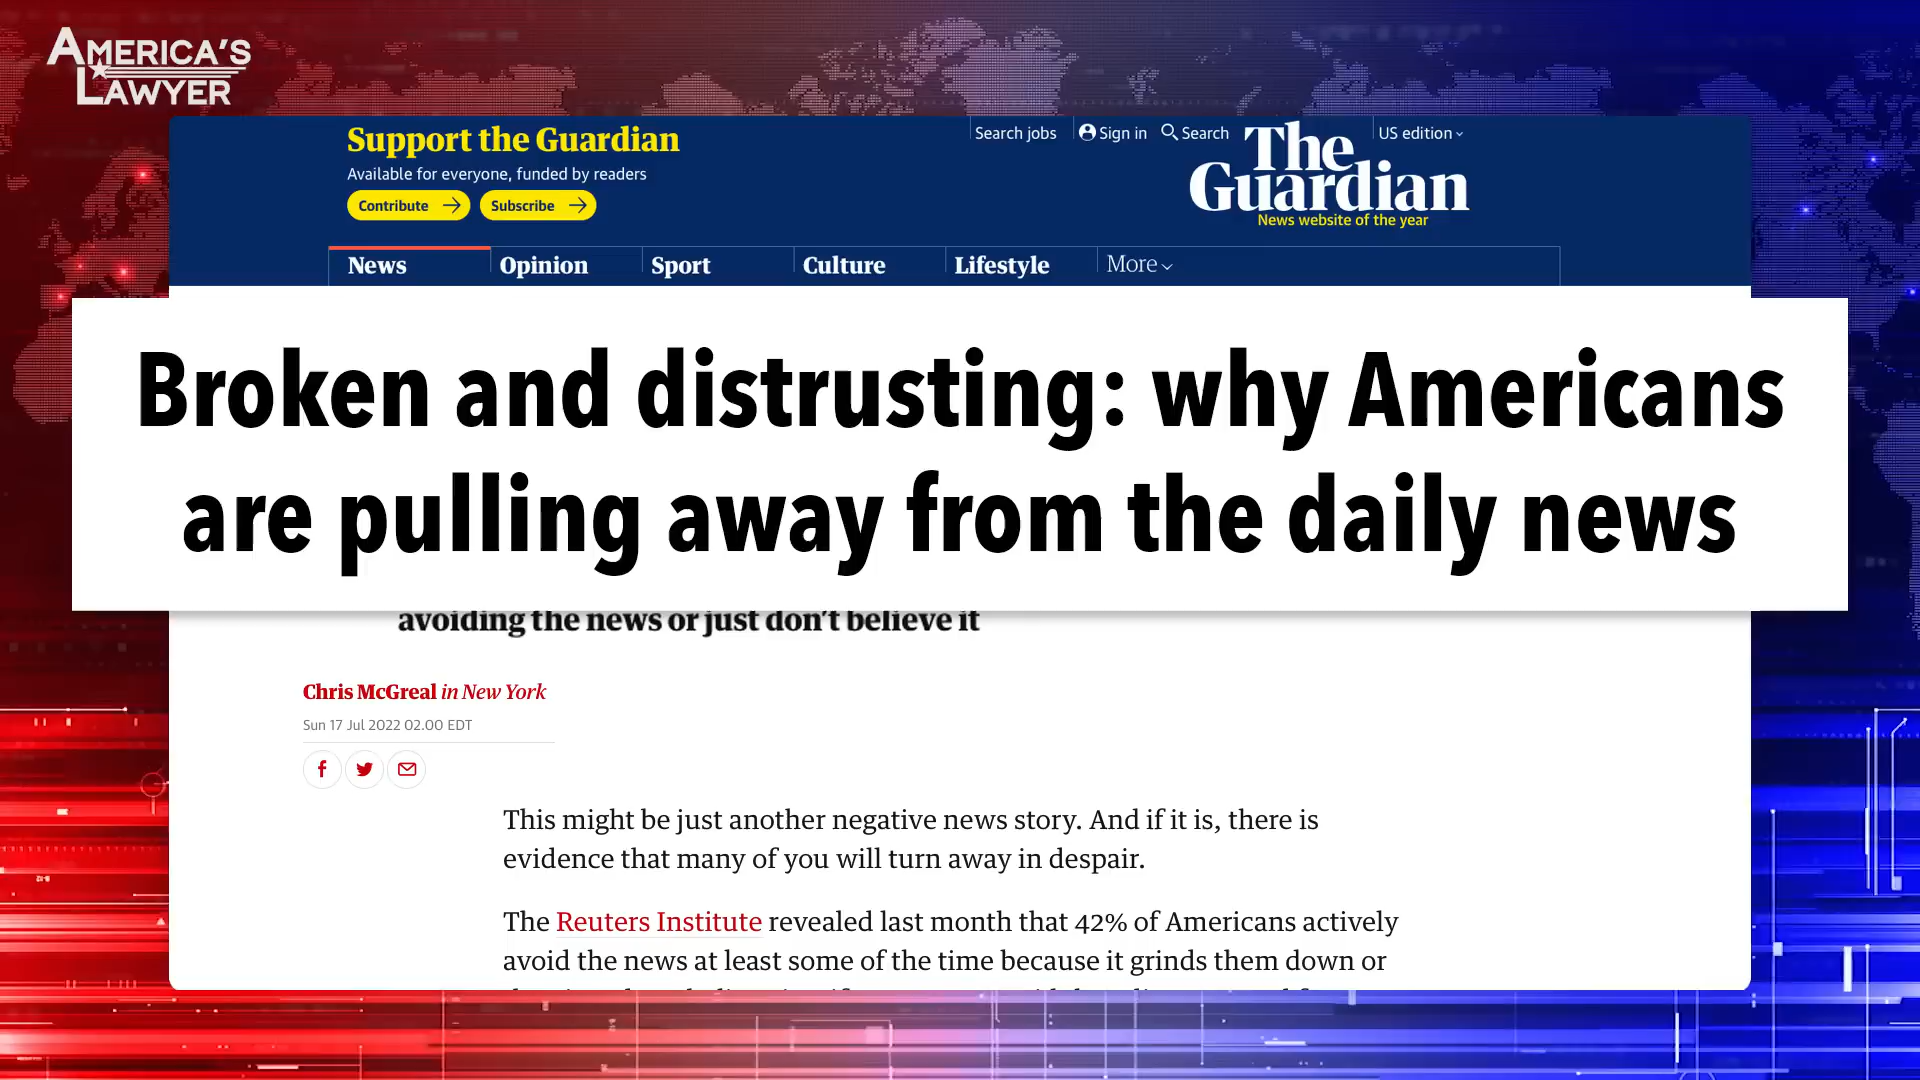 AMERICA'S
LAWYER
Support the Guardian
Available for everyone, funded by readers
Contribute
Subscribe
Search jobs
Sign in
Search
US edition
The
Guardian
News website of the year
News
Opinion
Sport
Culture
Lifestyle
More
Broken and distrusting: why Americans
are pulling away from the daily news
avoiding the news or just don't believe it
Chris McGreal in New York
Sun 17 Jul 2022 02.00 EDT
This might be just another negative news story. And if it is, there is
evidence that many of you will turn away in despair.
The Reuters Institute revealed last month that 42% of Americans actively
avoid the news at least some of the time because it grinds them down or